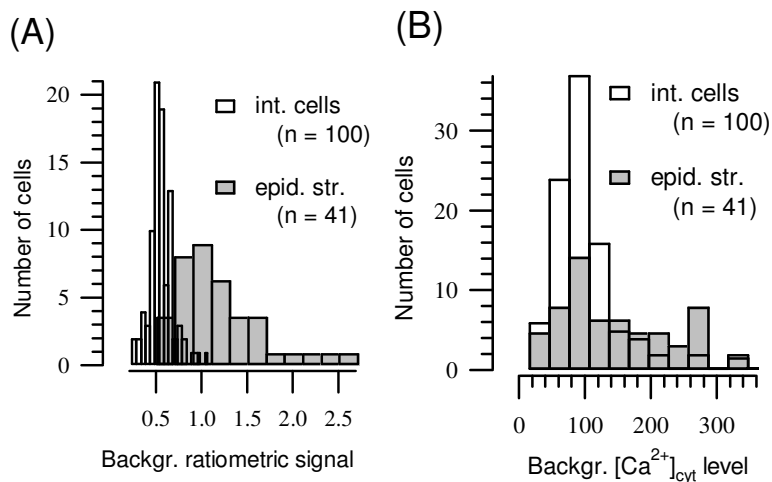 (A)
Number of cells
20
15
10
5
0
0.5 1.0 1.5 2.0 2.5
Backgr. ratiometric signal
int. cells
(n = 100)
epid. str.
(n = 41)
(B)
Number of cells
30
20
10
0
0 100 200 300
Backgr. [Ca²⁺]cyt level
int. cells
(n = 100)
epid. str.
(n = 41)